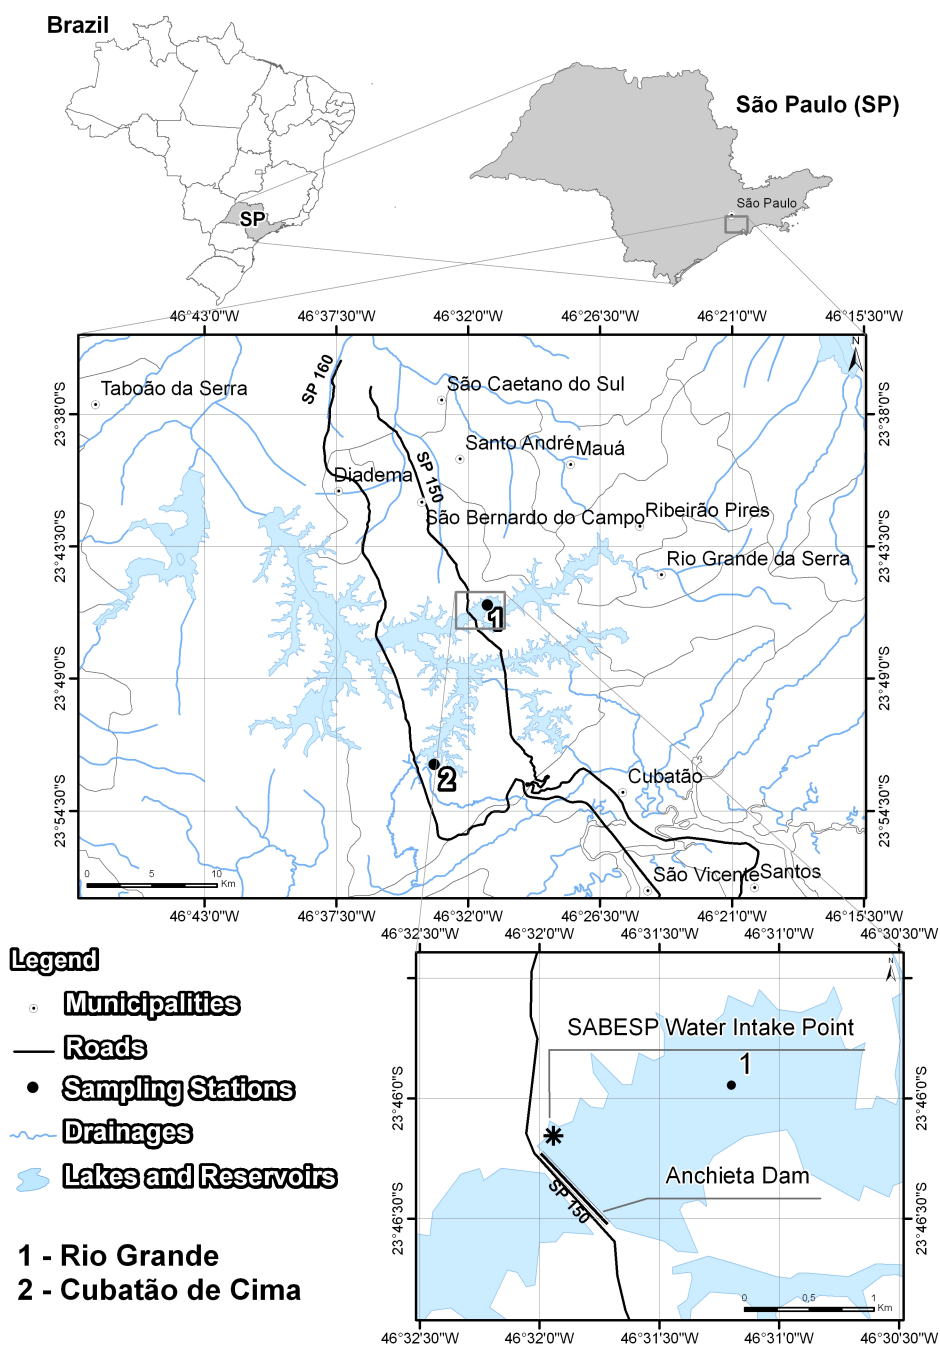 Brazil
São Paulo (SP)
São Paulo
SP
46°43'0"W 46°37'30"W 46°32'0"W 46°26'30"W 46°21'0"W 46°15'30"W
N
SP 160
Taboão da Serra
São Caetano do Sul
23°38'0"S 23°38'0"S
Santo André
Mauá
SP 150
Diadema
São Bernardo do Campo
Ribeirão Pires
23°43'30"S 23°43'30"S
Rio Grande da Serra
1
23°49'0"S 23°49'0"S
2
Cubatão
23°54'30"S 23°54'30"S
São Vicente
Santos
0 5 10
Km
46°43'0"W 46°37'30"W 46°32'0"W 46°26'30"W 46°21'0"W 46°15'30"W
46°32'30"W 46°32'0"W 46°31'30"W 46°31'0"W 46°30'30"W
Legend
Municipalities
Roads
Sampling Stations
Drainages
Lakes and Reservoirs
1 - Rio Grande
2 - Cubatão de Cima
N
SABESP Water Intake Point
1
23°46'0"S 23°46'0"S
Anchieta Dam
SP 150
23°46'30"S 23°46'30"S
0 0,5 1
Km
46°32'30"W 46°32'0"W 46°31'30"W 46°31'0"W 46°30'30"W